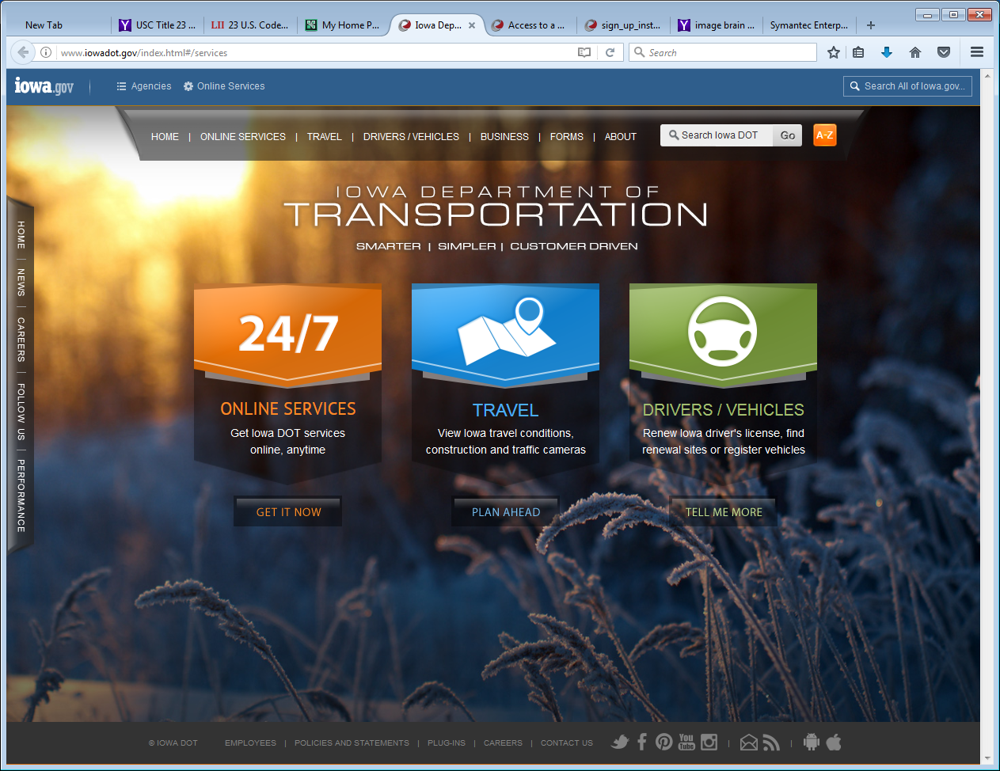 New Tab
USC Title 23 ...
LII 23 U.S. Code...
My Home P...
Iowa Dep...
Access to a ...
sign_up_inst...
image brain ...
Symantec Enterp...
www.iowadot.gov/index.html#/services
Search
iowa.gov
Agencies
Online Services
Search All of Iowa.gov...
HOME | ONLINE SERVICES | TRAVEL | DRIVERS / VEHICLES | BUSINESS | FORMS | ABOUT
Search Iowa DOT
Go
A-Z
IOWA DEPARTMENT OF
TRANSPORTATION
SMARTER | SIMPLER | CUSTOMER DRIVEN
HOME | NEWS | CAREERS | FOLLOW US | PERFORMANCE
24/7
ONLINE SERVICES
Get Iowa DOT services
online, anytime
GET IT NOW
TRAVEL
View Iowa travel conditions,
construction and traffic cameras
PLAN AHEAD
DRIVERS / VEHICLES
Renew Iowa driver's license, find
renewal sites or register vehicles
TELL ME MORE
© IOWA DOT
EMPLOYEES | POLICIES AND STATEMENTS | PLUG-INS | CAREERS | CONTACT US
You
Tube